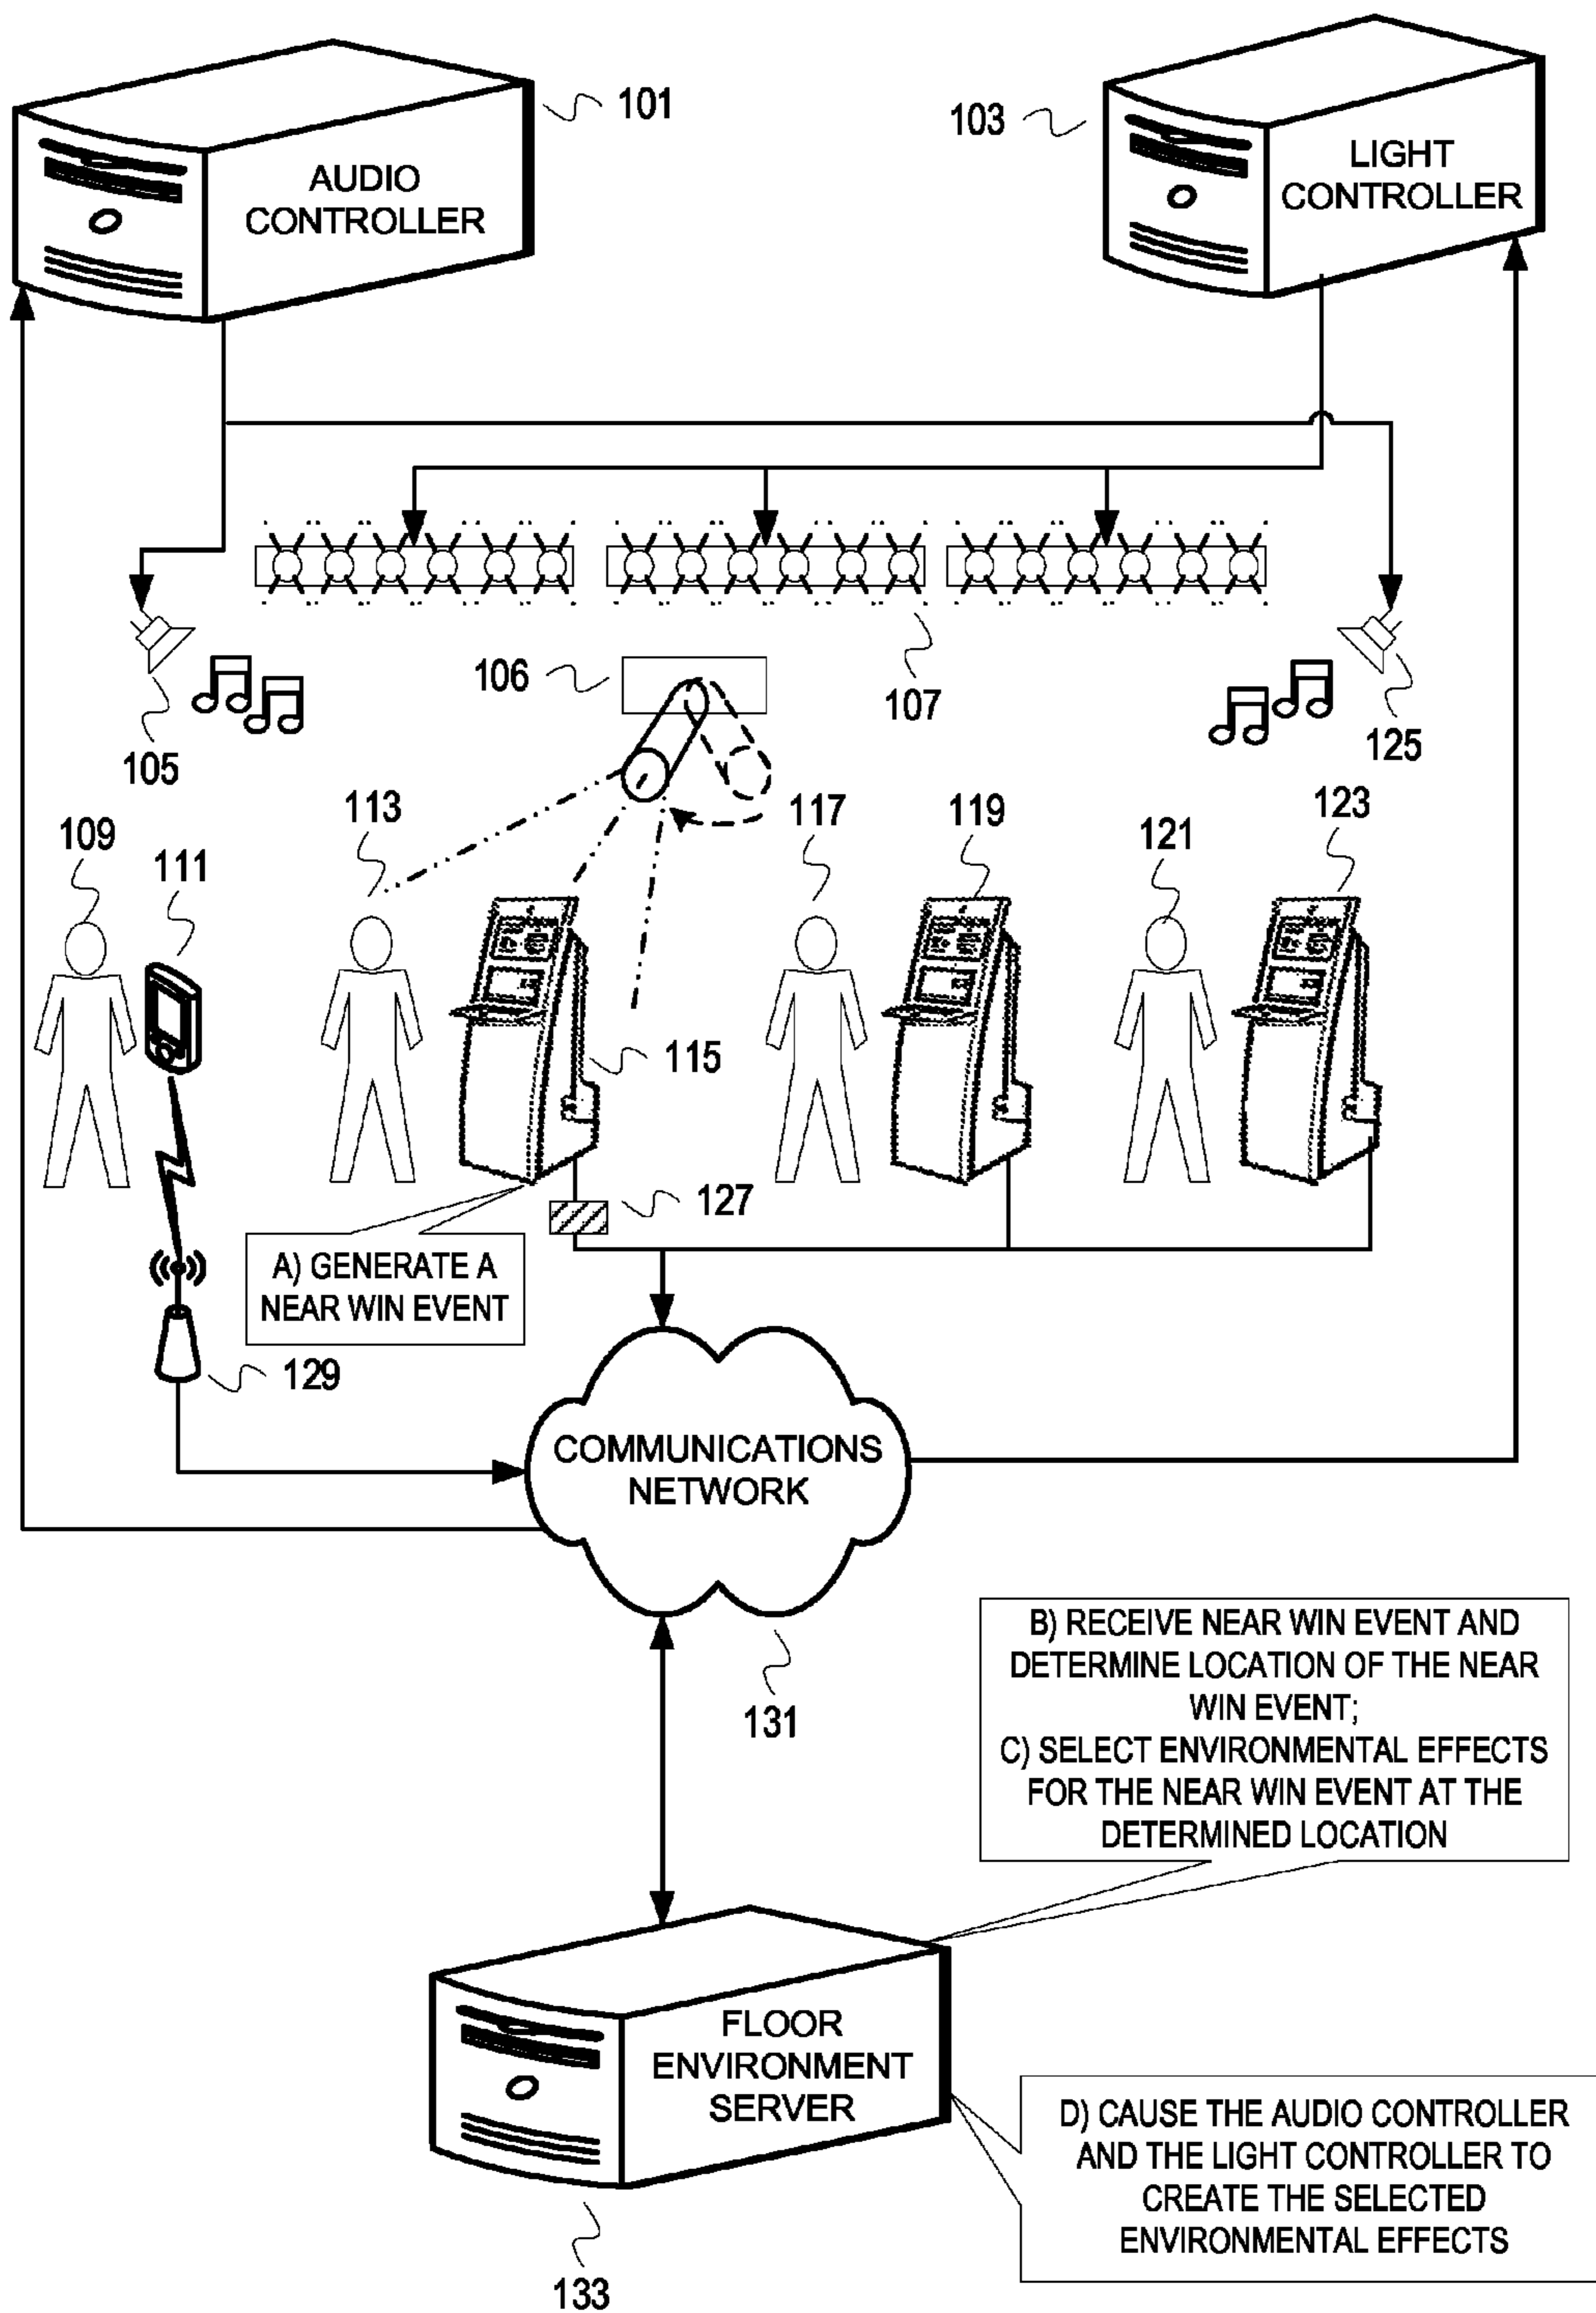 101
AUDIO
CONTROLLER
103
LIGHT
CONTROLLER
105
106
107
125
109
111
113
117
119
121
123
115
127
A) GENERATE A
NEAR WIN EVENT
129
COMMUNICATIONS
NETWORK
131
B) RECEIVE NEAR WIN EVENT AND
DETERMINE LOCATION OF THE NEAR
WIN EVENT;
C) SELECT ENVIRONMENTAL EFFECTS
FOR THE NEAR WIN EVENT AT THE
DETERMINED LOCATION
FLOOR
ENVIRONMENT
SERVER
D) CAUSE THE AUDIO CONTROLLER
AND THE LIGHT CONTROLLER TO
CREATE THE SELECTED
ENVIRONMENTAL EFFECTS
133